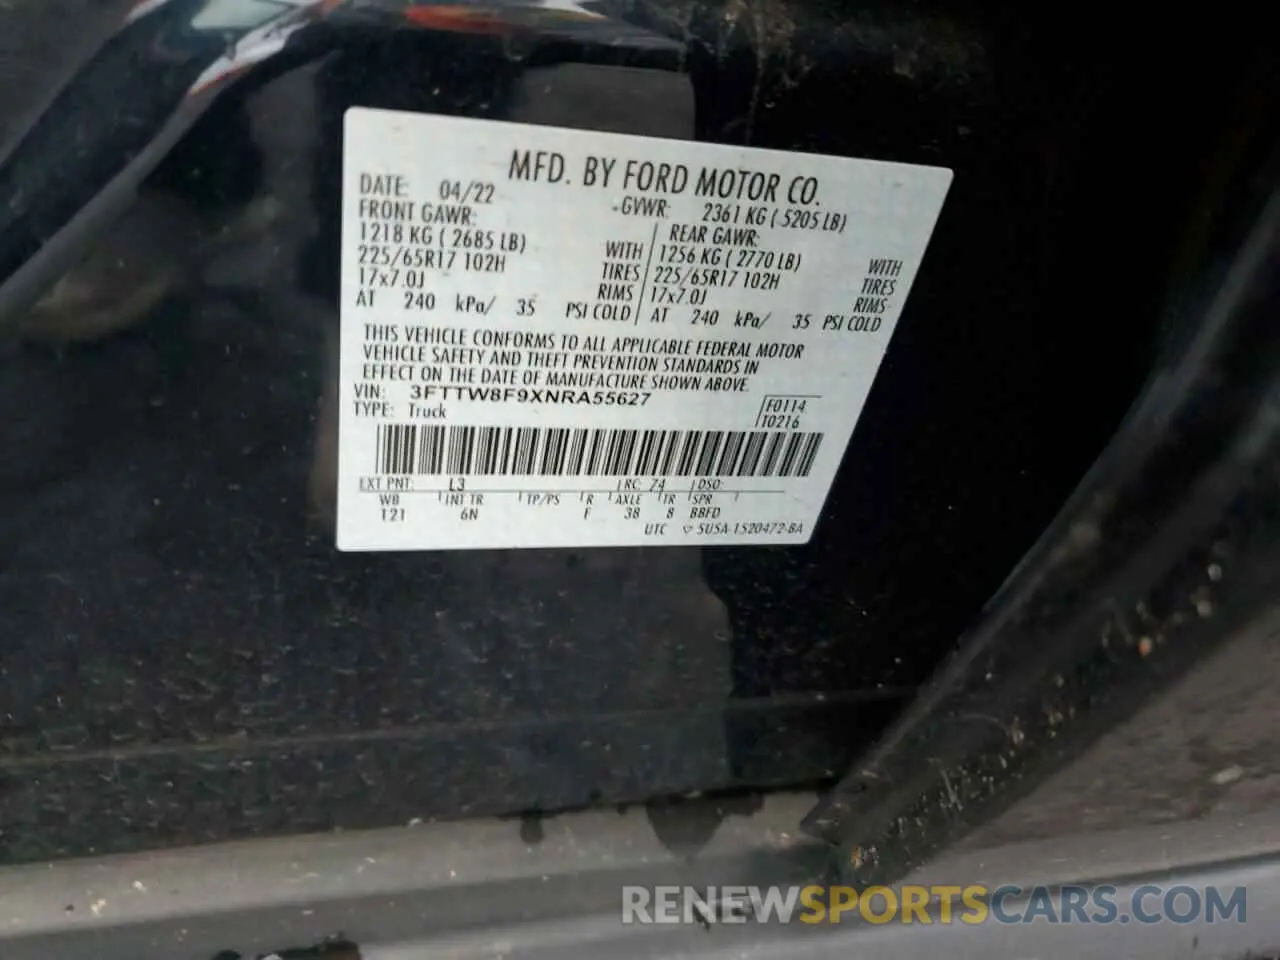 MFD. BY FORD MOTOR CO.
DATE: 04/22 GVWR: 2361 KG ( 5205 LB)
FRONT GAWR: REAR GAWR:
1218 KG ( 2685 LB) WITH 1256 KG ( 2770 LB) WITH
225/65R17 102H TIRES 225/65R17 102H TIRES
17x7.0J RIMS 17x7.0J RIMS
AT 240 kPa/ 35 PSI COLD AT 240 kPa/ 35 PSI COLD
THIS VEHICLE CONFORMS TO ALL APPLICABLE FEDERAL MOTOR
VEHICLE SAFETY AND THEFT PREVENTION STANDARDS IN
EFFECT ON THE DATE OF MANUFACTURE SHOWN ABOVE.
VIN: 3FTTW8F9XNRA55627
TYPE: Truck F0114
T0216
EXT PNT: L3 RC: 74 DSO:
WB INT TR TP/PS R AXLE TR SPR
121 6N F 38 8 BBFD
UTC 5U5A-1520472-BA
RENEWSPORTSCARS.COM